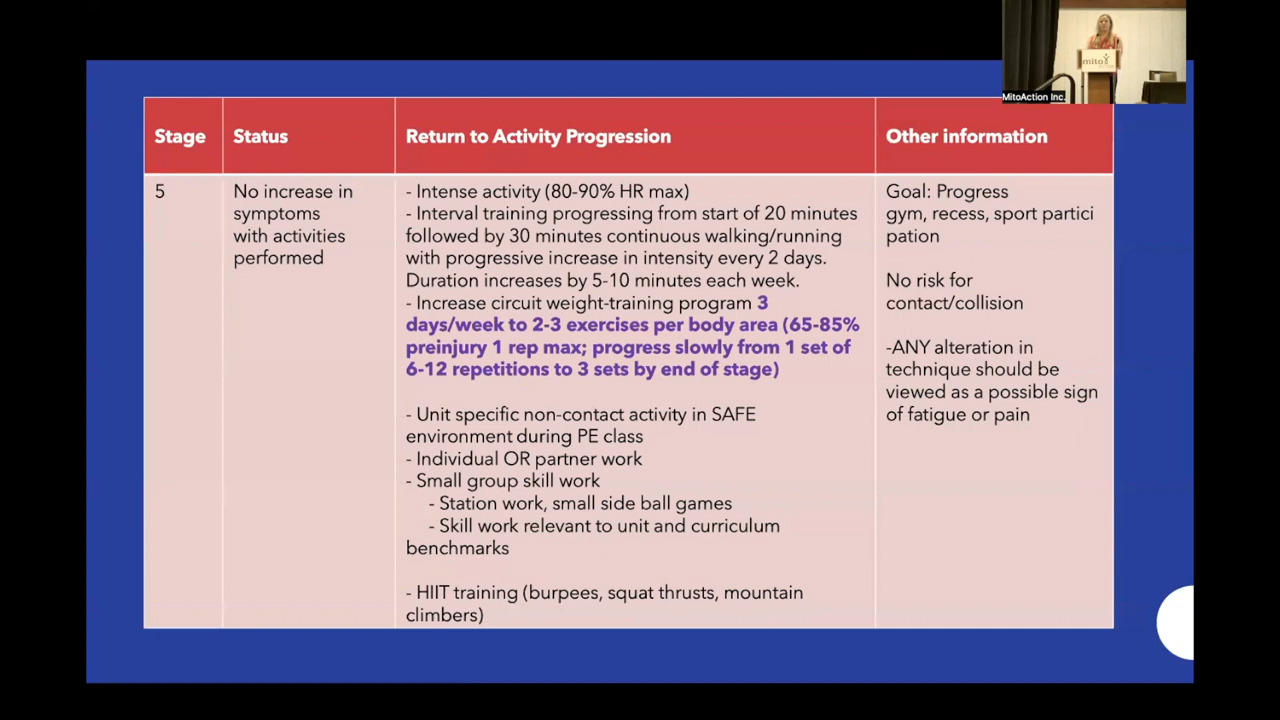 mito
MitoAction Inc.
Stage
Status
Return to Activity Progression
Other information
5
No increase in
symptoms
with activities
performed
- Intense activity (80-90% HR max)
- Interval training progressing from start of 20 minutes
followed by 30 minutes continuous walking/running
with progressive increase in intensity every 2 days.
Duration increases by 5-10 minutes each week.
- Increase circuit weight-training program 3
days/week to 2-3 exercises per body area (65-85%
preinjury 1 rep max; progress slowly from 1 set of
6-12 repetitions to 3 sets by end of stage)
- Unit specific non-contact activity in SAFE
environment during PE class
- Individual OR partner work
- Small group skill work
- Station work, small side ball games
- Skill work relevant to unit and curriculum
benchmarks
- HIIT training (burpees, squat thrusts, mountain
climbers)
Goal: Progress
gym, recess, sport partici
pation
No risk for
contact/collision
-ANY alteration in
technique should be
viewed as a possible sign
of fatigue or pain